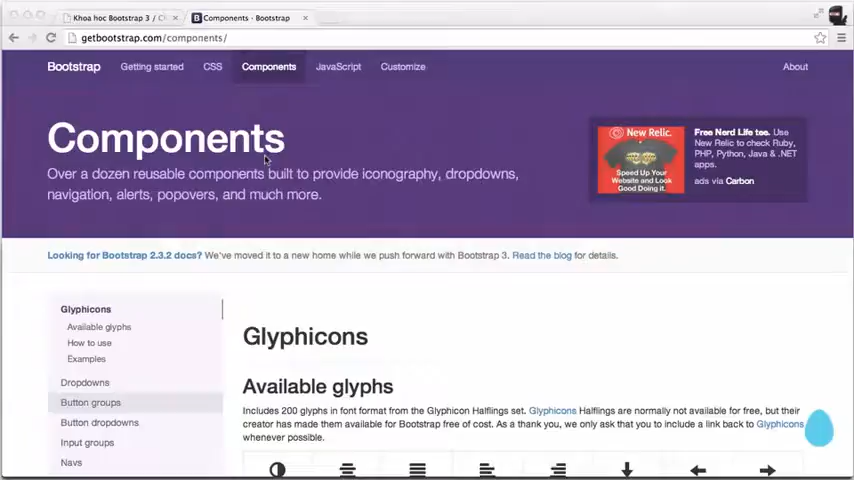 Khoa hoc Bootstrap 3 / C
Components · Bootstrap
getbootstrap.com/components/
Bootstrap
Getting started
CSS
Components
JavaScript
Customize
About
Components
Over a dozen reusable components built to provide iconography, dropdowns,
navigation, alerts, popovers, and much more.
New Relic.
Speed Up Your
Website and Look
Good Doing it.
Free Nerd Life tee. Use
New Relic to check Ruby,
PHP, Python, Java & .NET
apps.
ads via Carbon
Looking for Bootstrap 2.3.2 docs? We've moved it to a new home while we push forward with Bootstrap 3. Read the blog for details.
Glyphicons
Available glyphs
How to use
Examples
Dropdowns
Button groups
Button dropdowns
Input groups
Navs
Glyphicons
Available glyphs
Includes 200 glyphs in font format from the Glyphicon Halflings set. Glyphicons Halflings are normally not available for free, but their
creator has made them available for Bootstrap free of cost. As a thank you, we only ask that you to include a link back to Glyphicons
whenever possible.